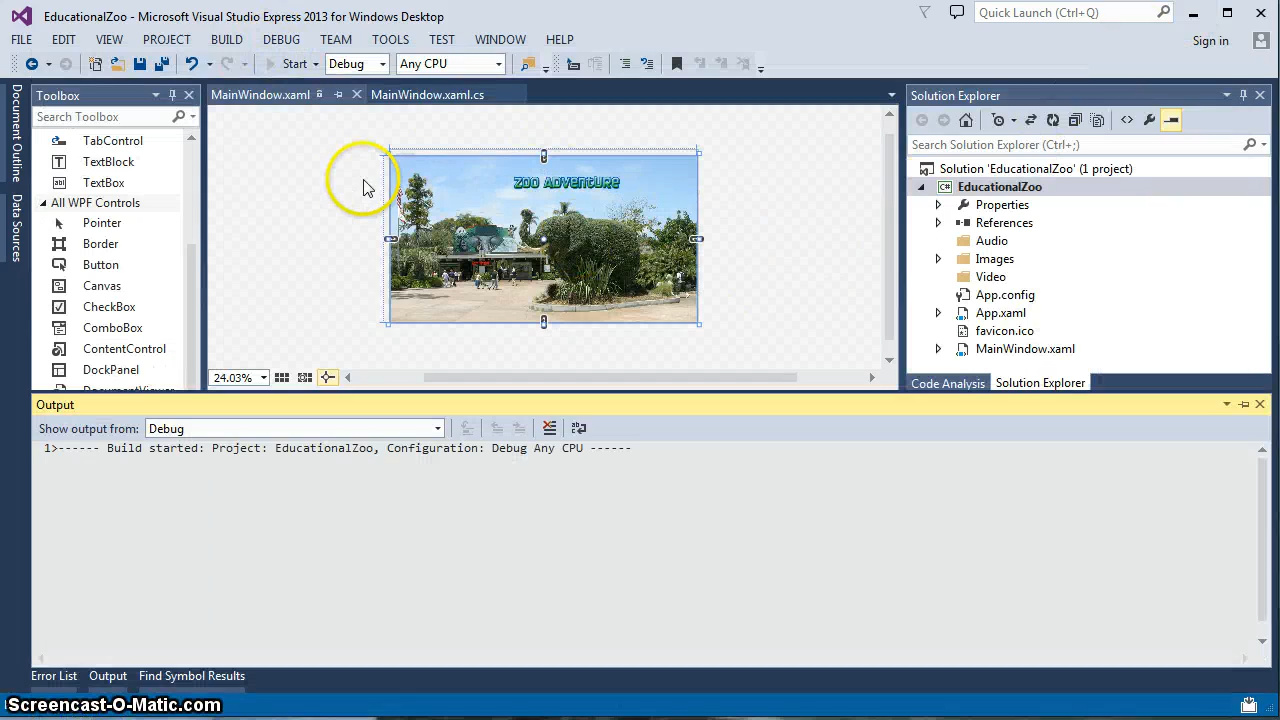 EducationalZoo - Microsoft Visual Studio Express 2013 for Windows Desktop
Quick Launch (Ctrl+Q)
FILE EDIT VIEW PROJECT BUILD DEBUG TEAM TOOLS TEST WINDOW HELP
Sign in
Start Debug Any CPU
Document Outline
Data Sources
Toolbox
Search Toolbox
TabControl
TextBlock
TextBox
All WPF Controls
Pointer
Border
Button
Canvas
CheckBox
ComboBox
ContentControl
DockPanel
DocumentViewer
MainWindow.xaml
MainWindow.xaml.cs
Zoo Adventure
24.03%
Solution Explorer
Search Solution Explorer (Ctrl+;)
Solution 'EducationalZoo' (1 project)
C# EducationalZoo
Properties
References
Audio
Images
Video
App.config
App.xaml
favicon.ico
MainWindow.xaml
Code Analysis Solution Explorer
Output
Show output from: Debug
1>------ Build started: Project: EducationalZoo, Configuration: Debug Any CPU ------
Error List Output Find Symbol Results
Screencast-O-Matic.com